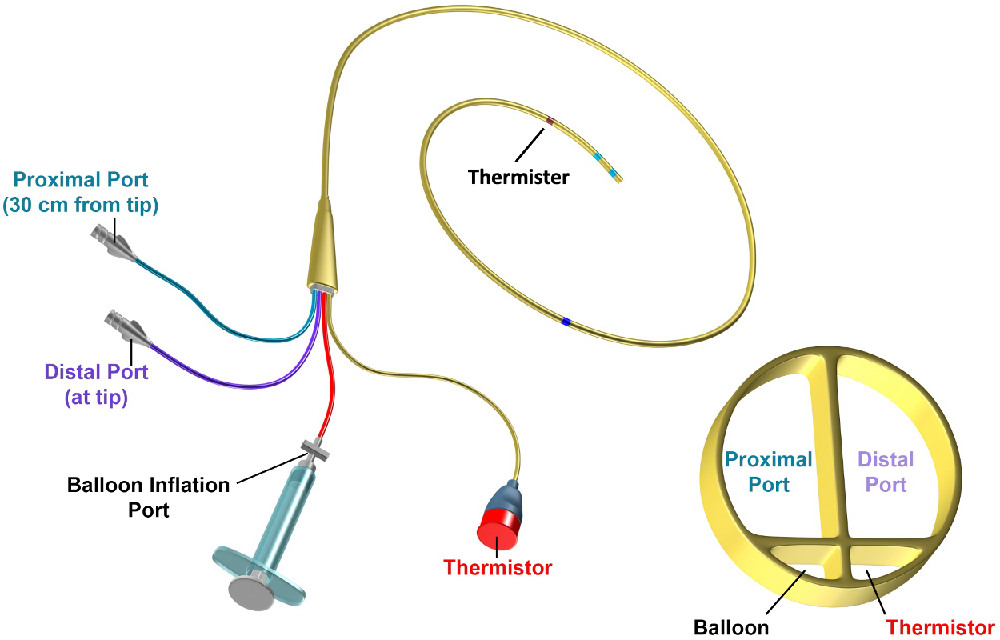 Thermister
Proximal Port
(30 cm from tip)
Distal Port
(at tip)
Balloon Inflation
Port
Thermistor
Proximal
Port
Distal
Port
Balloon
Thermistor